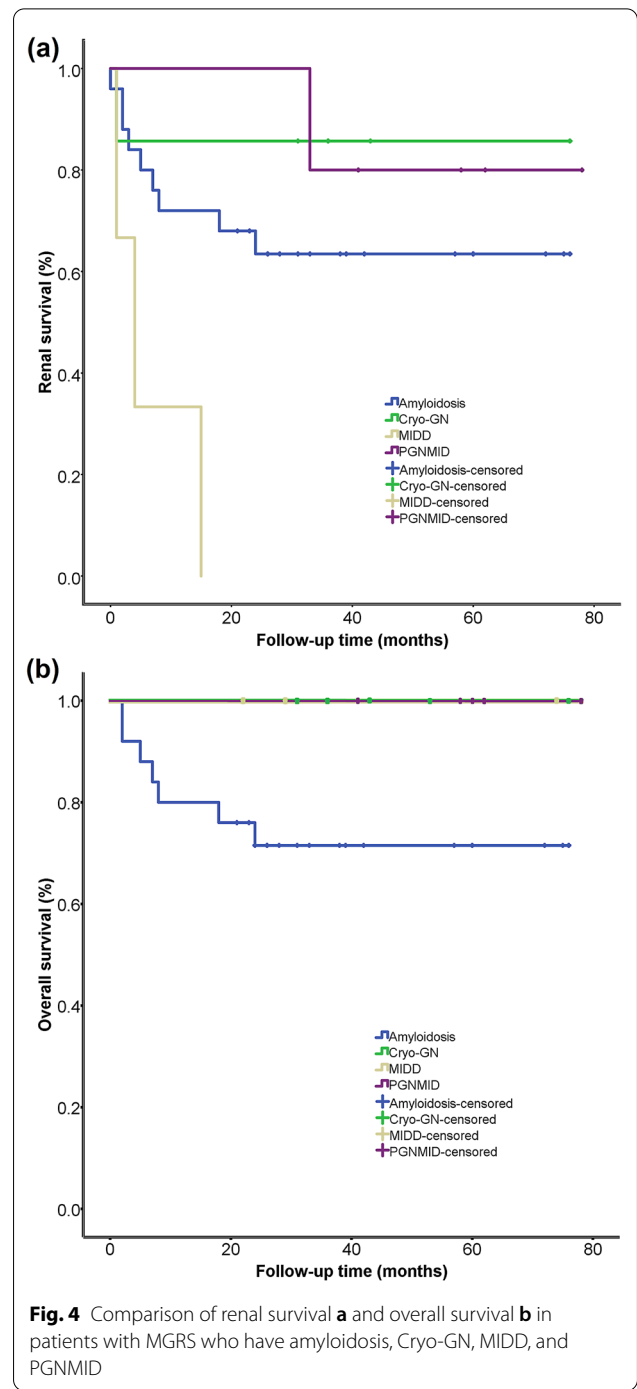 (a)
1.0
0.8
0.6
0.4
0.2
0.0
Renal survival (%)
Amyloidosis
Cryo-GN
MIDD
PGNMID
Amyloidosis-censored
Cryo-GN-censored
MIDD-censored
PGNMID-censored
0 20 40 60 80
Follow-up time (months)
(b)
1.0
0.8
0.6
0.4
0.2
0.0
Overall survival (%)
Amyloidosis
Cryo-GN
MIDD
PGNMID
Amyloidosis-censored
Cryo-GN-censored
MIDD-censored
PGNMID-censored
0 20 40 60 80
Follow-up time (months)
Fig. 4 Comparison of renal survival a and overall survival b in
patients with MGRS who have amyloidosis, Cryo-GN, MIDD, and
PGNMID